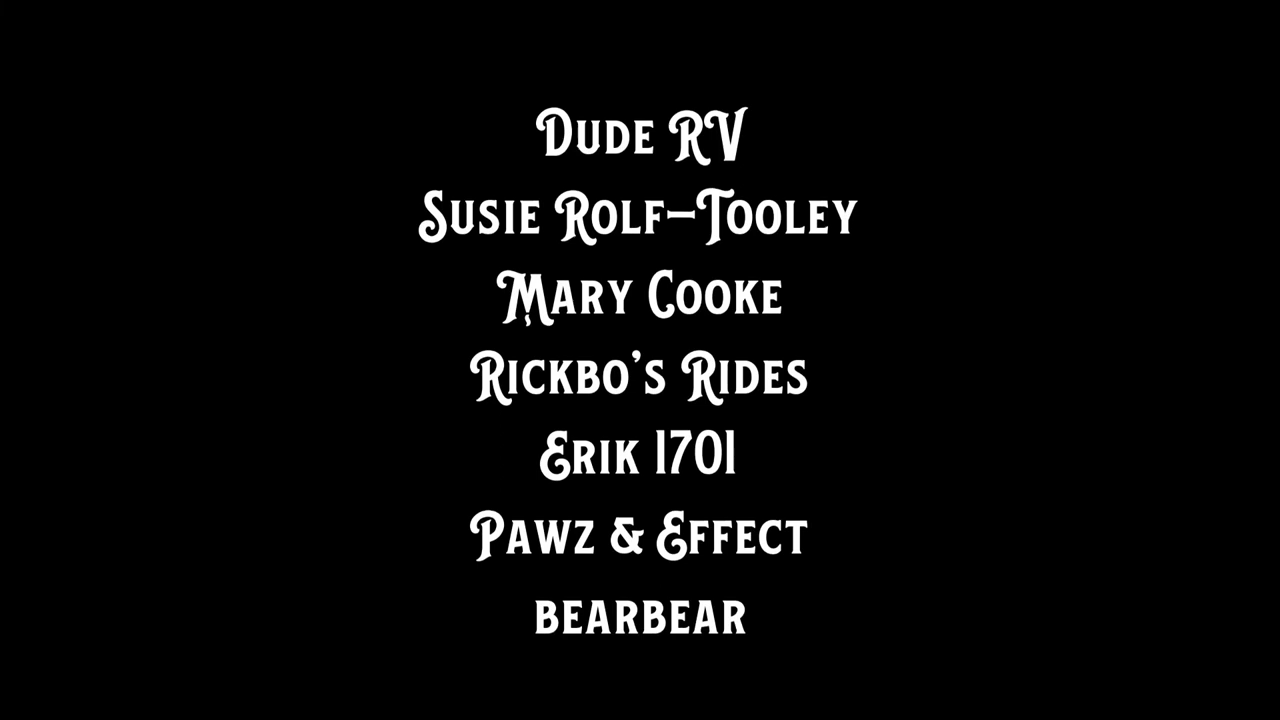 Dude RV
Susie Rolf-Tooley
Mary Cooke
Rickbo's Rides
Erik 1701
Pawz & Effect
bearbear